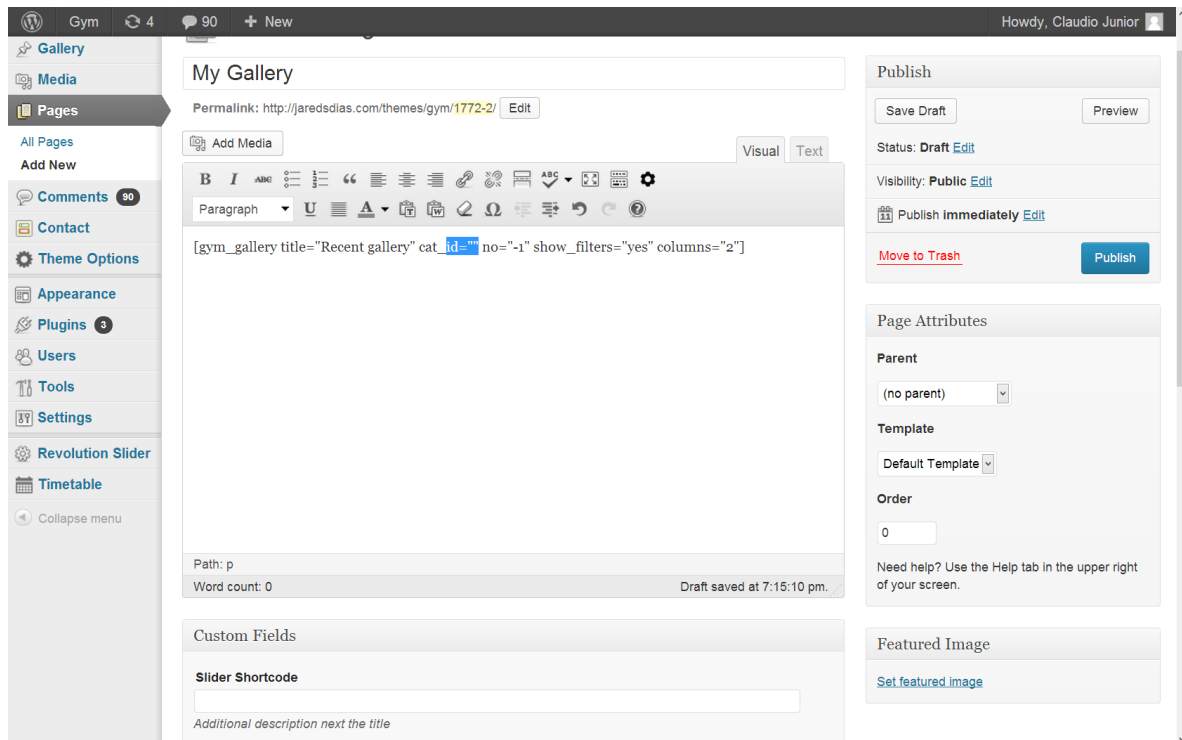 Gym 4 90 + New Howdy, Claudio Junior
Gallery
Media
Pages
All Pages
Add New
Comments 90
Contact
Theme Options
Appearance
Plugins 3
Users
Tools
Settings
Revolution Slider
Timetable
Collapse menu
My Gallery
Permalink: http://jaredsdias.com/themes/gym/1772-2/ Edit
Add Media
Visual Text
B I ABC ABC
Paragraph U A T W Ω
[gym_gallery title="Recent gallery" cat_id="" no="-1" show_filters="yes" columns="2"]
Path: p
Word count: 0 Draft saved at 7:15:10 pm.
Custom Fields
Slider Shortcode
Additional description next the title
Publish
Save Draft Preview
Status: Draft Edit
Visibility: Public Edit
Publish immediately Edit
Move to Trash Publish
Page Attributes
Parent
(no parent)
Template
Default Template
Order
0
Need help? Use the Help tab in the upper right
of your screen.
Featured Image
Set featured image